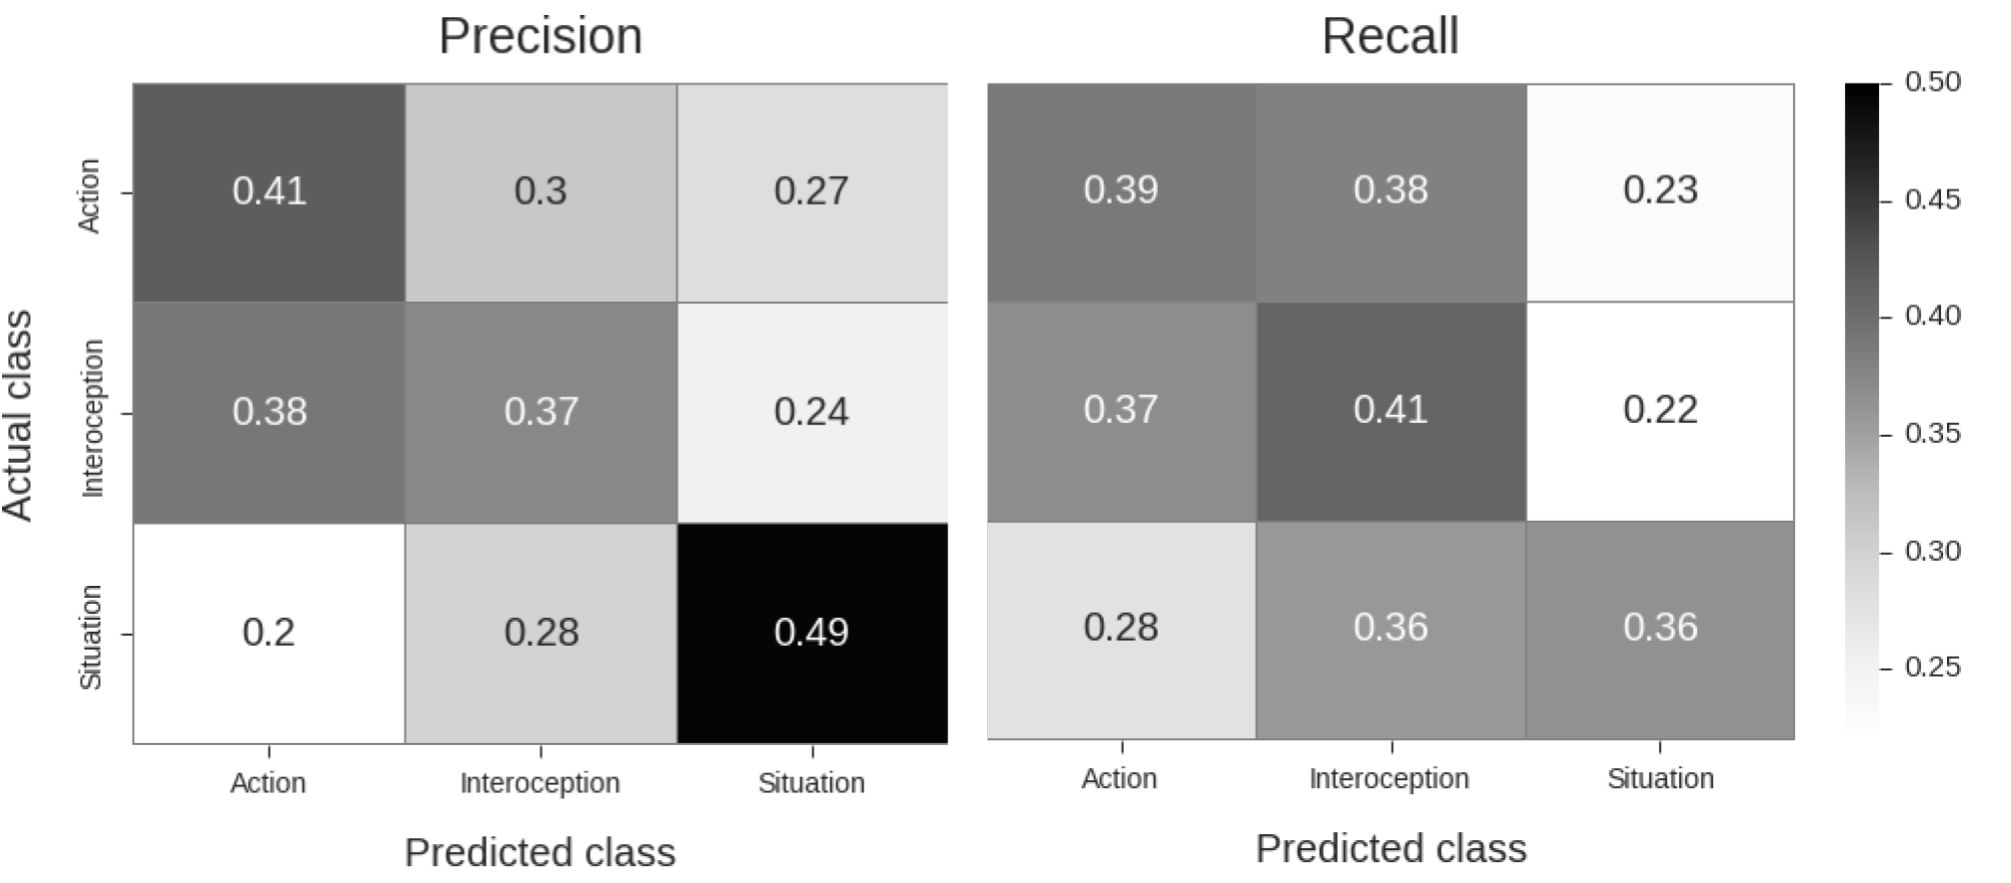 Precision
Recall
Actual class
Action
0.41
0.3
0.27
0.39
0.38
0.23
Interoception
0.38
0.37
0.24
0.37
0.41
0.22
Situation
0.2
0.28
0.49
0.28
0.36
0.36
Action
Interoception
Situation
Action
Interoception
Situation
Predicted class
Predicted class
0.50
0.45
0.40
0.35
0.30
0.25